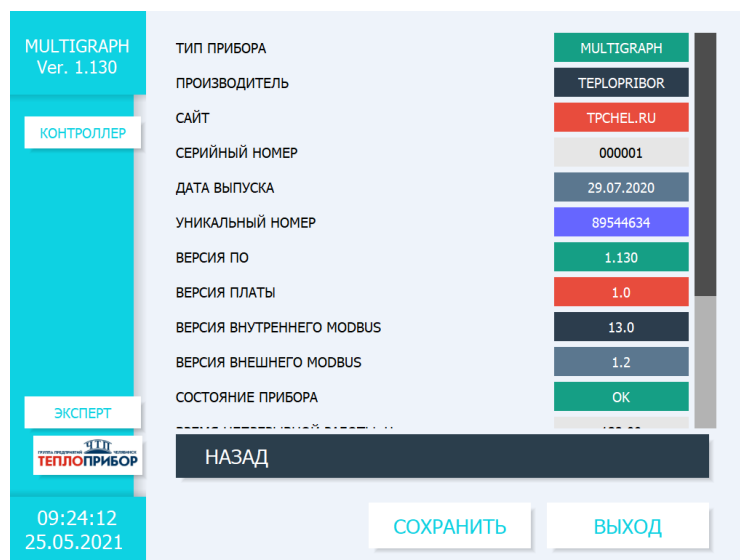 MULTIGRAPH
Ver. 1.130
КОНТРОЛЛЕР
ТИП ПРИБОРА MULTIGRAPH
ПРОИЗВОДИТЕЛЬ TEPLOPRIBOR
САЙТ TPCHEL.RU
СЕРИЙНЫЙ НОМЕР 000001
ДАТА ВЫПУСКА 29.07.2020
УНИКАЛЬНЫЙ НОМЕР 89544634
ВЕРСИЯ ПО 1.130
ВЕРСИЯ ПЛАТЫ 1.0
ВЕРСИЯ ВНУТРЕННЕГО MODBUS 13.0
ВЕРСИЯ ВНЕШНЕГО MODBUS 1.2
СОСТОЯНИЕ ПРИБОРА OK
ЭКСПЕРТ
ТЕПЛОПРИБОР
НАЗАД
09:24:12
25.05.2021
СОХРАНИТЬ ВЫХОД